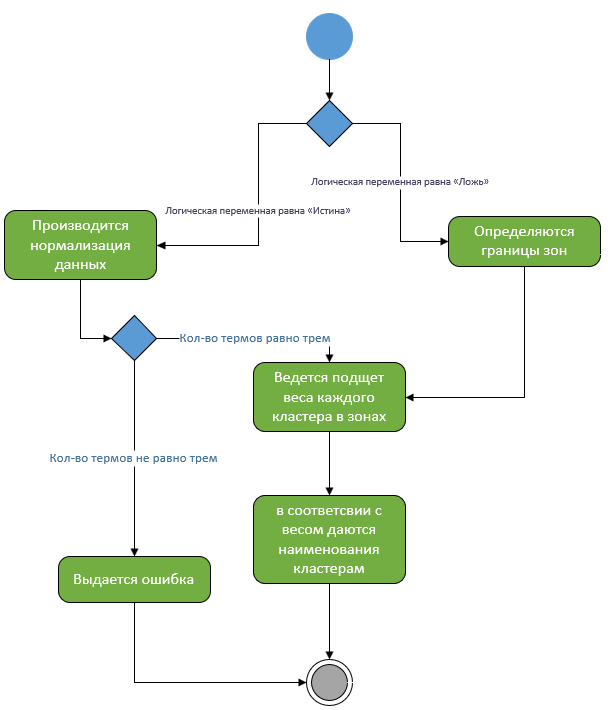 Логическая переменная равна «Ложь»
Логическая переменная равна «Истина»
Производится
нормализация
данных
Определяются
границы зон
Кол-во термов равно трем
Ведется подщет
веса каждого
кластера в зонах
Кол-во термов не равно трем
в соответсвии с
весом даются
наименования
кластерам
Выдается ошибка